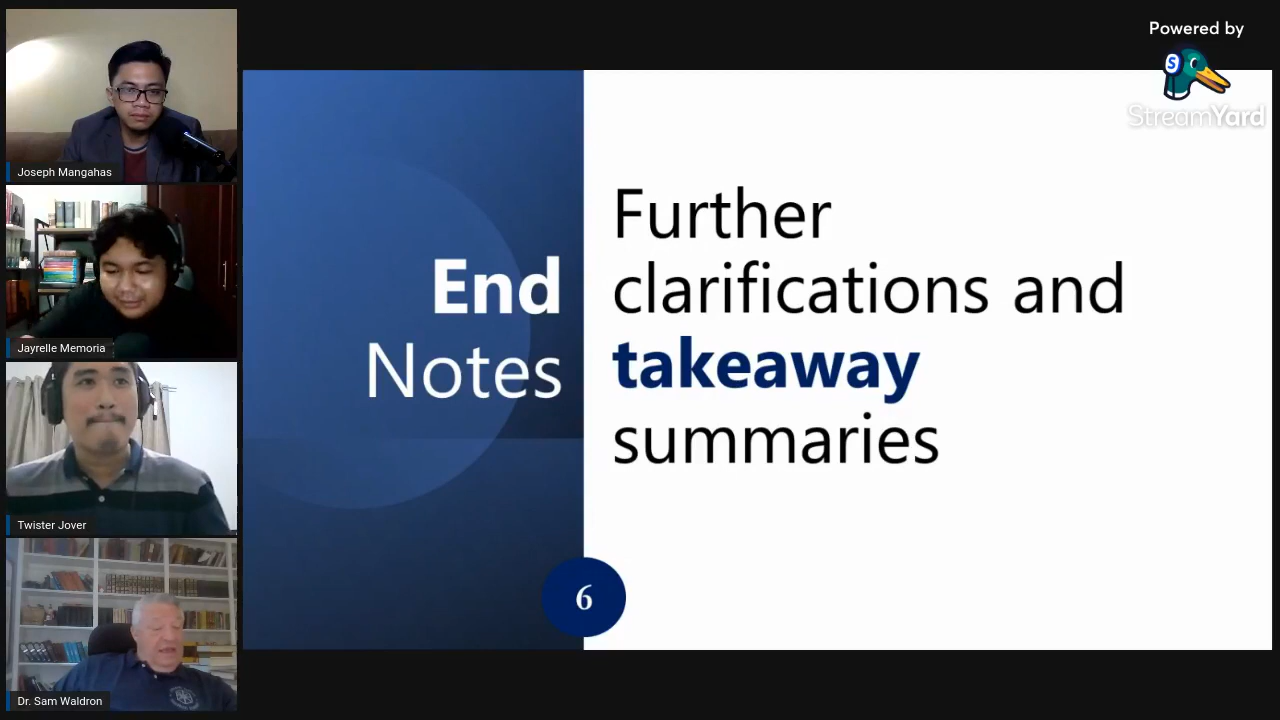 Powered by
S
StreamYard
Joseph Mangahas
Jayrelle Memoria
Twister Jover
Dr. Sam Waldron
End
Notes
Further
clarifications and
takeaway
summaries
6